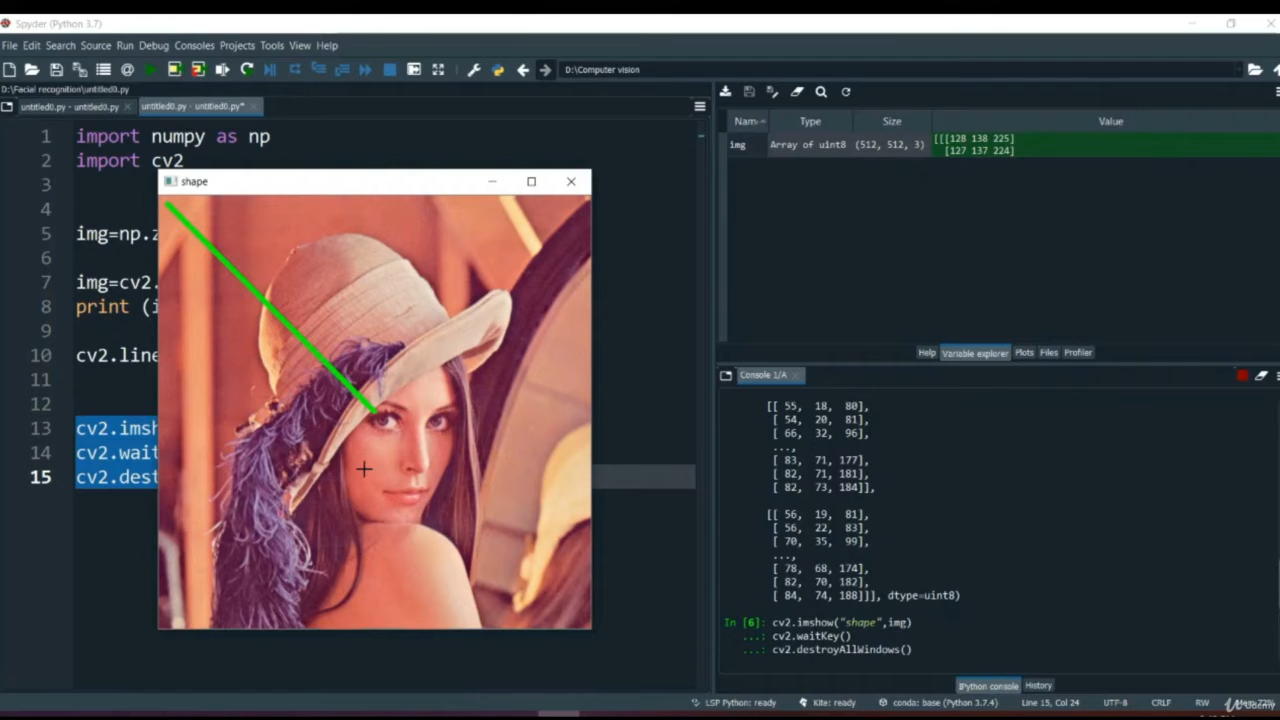 Spyder (Python 3.7)
File Edit Search Source Run Debug Consoles Projects Tools View Help
D:\Computer vision
D:\Facial recognition\untitled0.py
untitled0.py - untitled0.py
untitled0.py - untitled0.py*
1 import numpy as np
2 import cv2
3
4
5 img=np.z
6
7 img=cv2.
8 print (i
9
10 cv2.line
11
12
13 cv2.imsh
14 cv2.wait
15 cv2.dest
shape
Nam Type Size Value
img Array of uint8 (512, 512, 3) [[[128 138 225]
[127 137 224]
Help Variable explorer Plots Files Profiler
Console 1/A
[[ 55, 18, 80],
[ 54, 20, 81],
[ 66, 32, 96],
...,
[ 83, 71, 177],
[ 82, 71, 181],
[ 82, 73, 184]],
[[ 56, 19, 81],
[ 56, 22, 83],
[ 70, 35, 99],
...,
[ 78, 68, 174],
[ 82, 70, 182],
[ 84, 74, 188]]], dtype=uint8)
In [6]: cv2.imshow("shape",img)
...: cv2.waitKey()
...: cv2.destroyAllWindows()
IPython console History
LSP Python: ready Kite: ready conda: base (Python 3.7.4) Line 15, Col 24 UTF-8 CRLF RW
Udemy